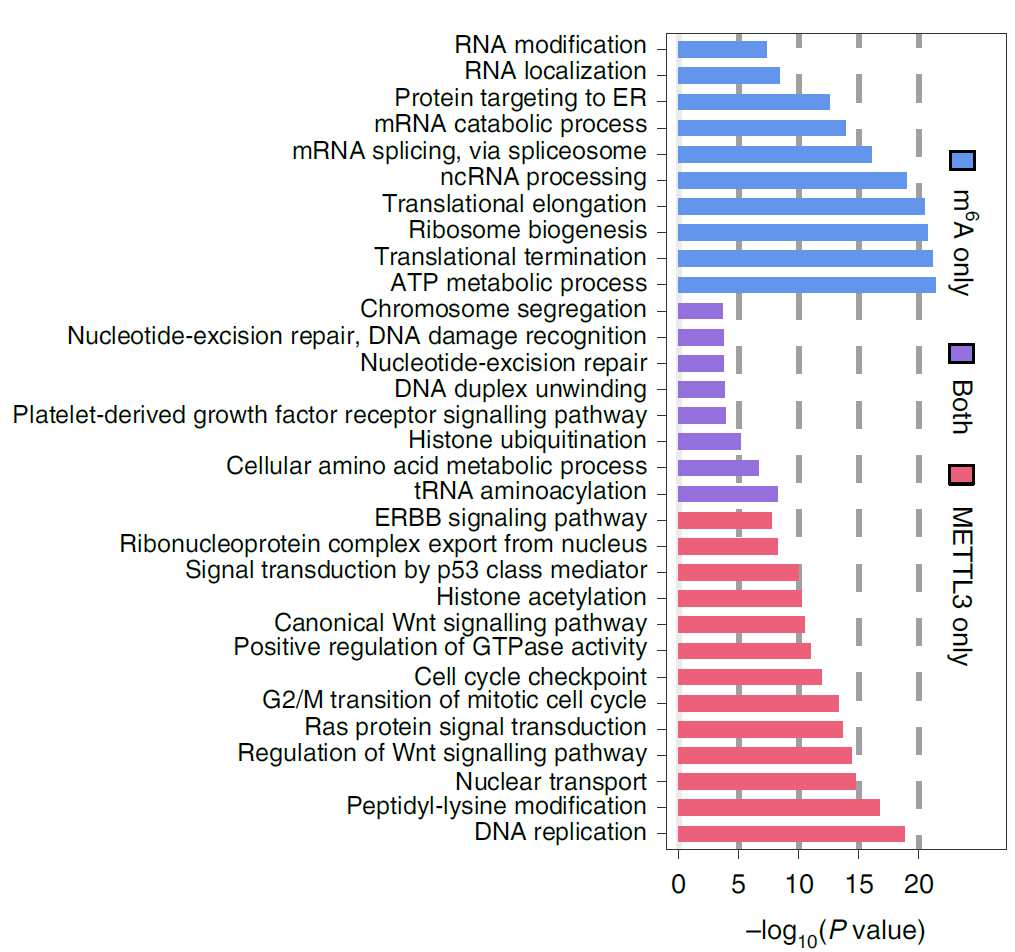 RNA modification
RNA localization
Protein targeting to ER
mRNA catabolic process
mRNA splicing, via spliceosome
ncRNA processing
Translational elongation
Ribosome biogenesis
Translational termination
ATP metabolic process
Chromosome segregation
Nucleotide-excision repair, DNA damage recognition
Nucleotide-excision repair
DNA duplex unwinding
Platelet-derived growth factor receptor signalling pathway
Histone ubiquitination
Cellular amino acid metabolic process
tRNA aminoacylation
ERBB signaling pathway
Ribonucleoprotein complex export from nucleus
Signal transduction by p53 class mediator
Histone acetylation
Canonical Wnt signalling pathway
Positive regulation of GTPase activity
Cell cycle checkpoint
G2/M transition of mitotic cell cycle
Ras protein signal transduction
Regulation of Wnt signalling pathway
Nuclear transport
Peptidyl-lysine modification
DNA replication
0 5 10 15 20
–log₁₀(P value)
m⁶A only
Both
METTL3 only